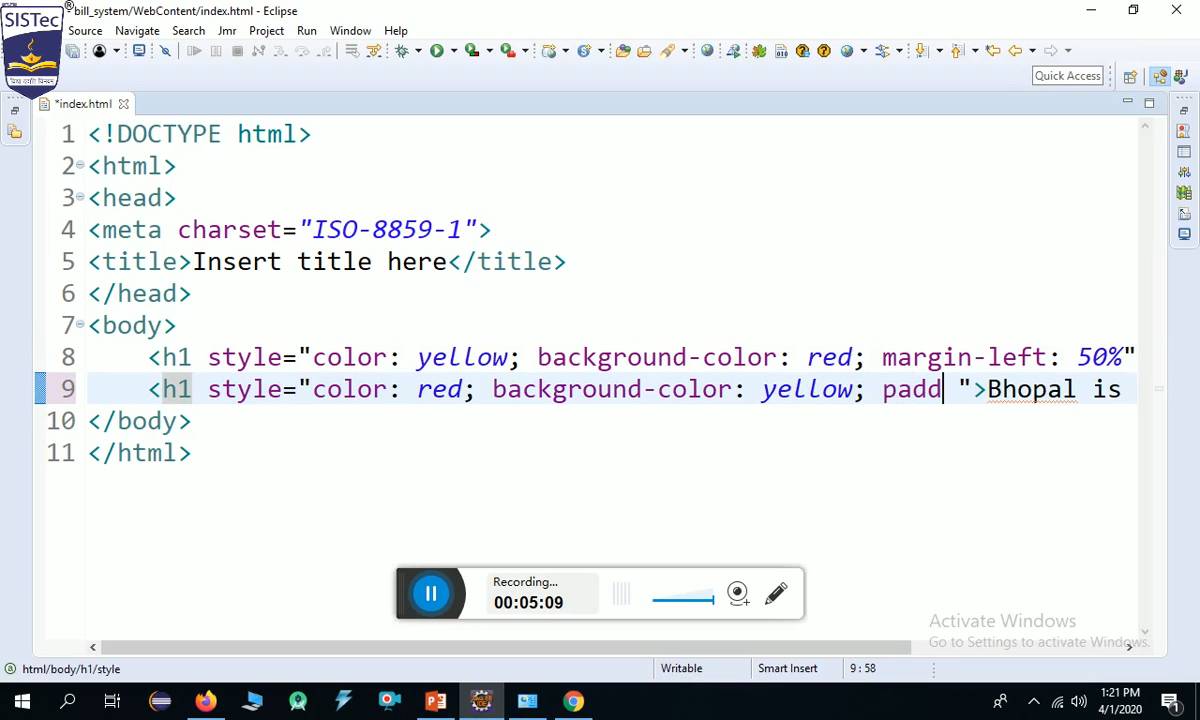 SISTec
®
bill_system/WebContent/index.html - Eclipse
Source Navigate Search Jmr Project Run Window Help
Quick Access
*index.html
1 <!DOCTYPE html>
2 <html>
3 <head>
4 <meta charset="ISO-8859-1">
5 <title>Insert title here</title>
6 </head>
7 <body>
8 <h1 style="color: yellow; background-color: red; margin-left: 50%"
9 <h1 style="color: red; background-color: yellow; padd ">Bhopal is
10 </body>
11 </html>
Recording...
00:05:09
Activate Windows
Go to Settings to activate Windows.
html/body/h1/style
Writable
Smart Insert
9 : 58
1:21 PM
4/1/2020
1